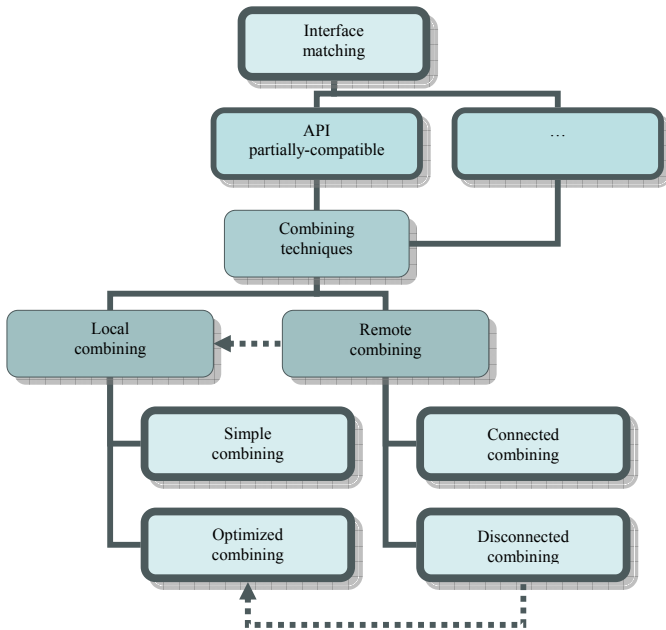 Interface
matching
API
partially-compatible
…
Combining
techniques
Local
combining
Remote
combining
Simple
combining
Connected
combining
Optimized
combining
Disconnected
combining